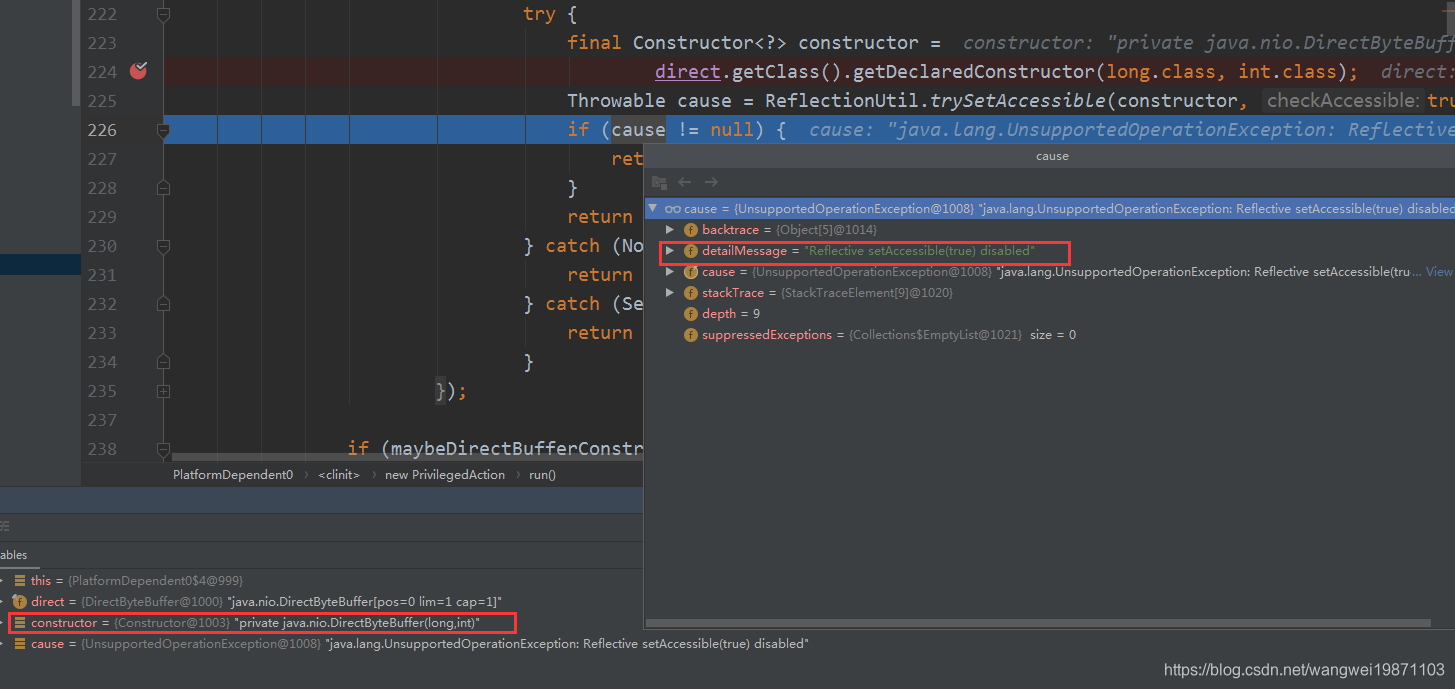 222 try {
223 final Constructor<?> constructor = constructor: "private java.nio.DirectByteBuff
224 direct.getClass().getDeclaredConstructor(long.class, int.class); direct:
225 Throwable cause = ReflectionUtil.trySetAccessible(constructor, checkAccessible: tru
226 if (cause != null) { cause: "java.lang.UnsupportedOperationException: Reflective
227 ret
228 }
229 return
230 } catch (No
231 return
232 } catch (Se
233 return
234 }
235 });
237
238 if (maybeDirectBufferConstr
cause
cause = {UnsupportedOperationException@1008} "java.lang.UnsupportedOperationException: Reflective setAccessible(true) disabled
backtrace = {Object[5]@1014}
detailMessage = "Reflective setAccessible(true) disabled"
cause = {UnsupportedOperationException@1008} "java.lang.UnsupportedOperationException: Reflective setAccessible(tru... View
stackTrace = {StackTraceElement[9]@1020}
depth = 9
suppressedExceptions = {Collections$EmptyList@1021} size = 0
PlatformDependent0 › <clinit> › new PrivilegedAction › run()
ables
this = {PlatformDependent0$4@999}
direct = {DirectByteBuffer@1000} "java.nio.DirectByteBuffer[pos=0 lim=1 cap=1]"
constructor = {Constructor@1003} "private java.nio.DirectByteBuffer(long,int)"
cause = {UnsupportedOperationException@1008} "java.lang.UnsupportedOperationException: Reflective setAccessible(true) disabled"
https://blog.csdn.net/wangwei19871103